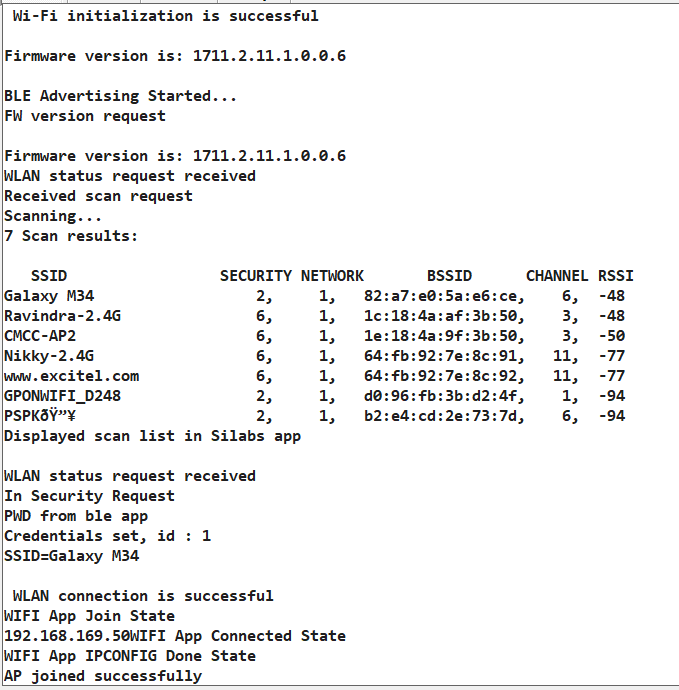 Wi-Fi initialization is successful
Firmware version is: 1711.2.11.1.0.0.6
BLE Advertising Started...
FW version request
Firmware version is: 1711.2.11.1.0.0.6
WLAN status request received
Received scan request
Scanning...
7 Scan results:
SSID SECURITY NETWORK BSSID CHANNEL RSSI
Galaxy M34 2, 1, 82:a7:e0:5a:e6:ce, 6, -48
Ravindra-2.4G 6, 1, 1c:18:4a:af:3b:50, 3, -48
CMCC-AP2 6, 1, 1e:18:4a:9f:3b:50, 3, -50
Nikky-2.4G 6, 1, 64:fb:92:7e:8c:91, 11, -77
www.excitel.com 6, 1, 64:fb:92:7e:8c:92, 11, -77
GPONWIFI_D248 2, 1, d0:96:fb:3b:d2:4f, 1, -94
PSPKðŸ”¥ 2, 1, b2:e4:cd:2e:73:7d, 6, -94
Displayed scan list in Silabs app
WLAN status request received
In Security Request
PWD from ble app
Credentials set, id : 1
SSID=Galaxy M34
WLAN connection is successful
WIFI App Join State
192.168.169.50WIFI App Connected State
WIFI App IPCONFIG Done State
AP joined successfully